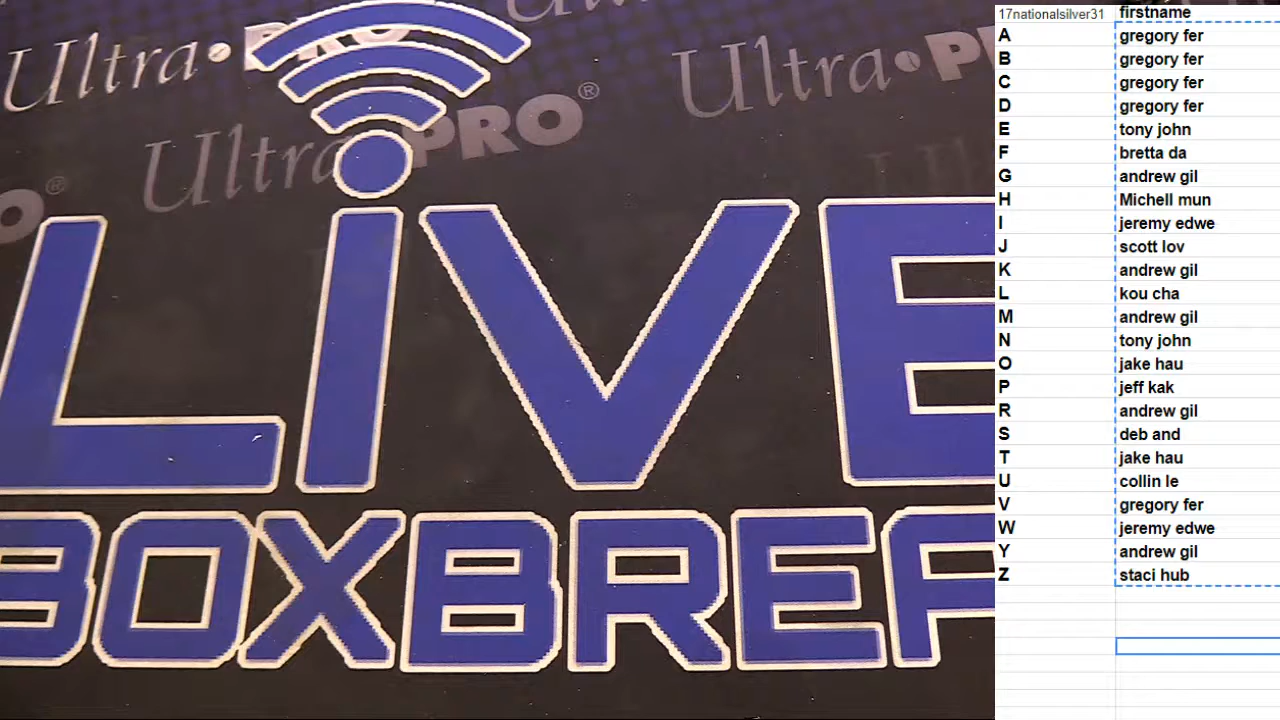 Ultra•PRO
Ultra•P
Ultra PRO®
O®
LiVE
BOXBREA
17nationalsilver31 firstname
A gregory fer
B gregory fer
C gregory fer
D gregory fer
E tony john
F bretta da
G andrew gil
H Michell mun
I jeremy edwe
J scott lov
K andrew gil
L kou cha
M andrew gil
N tony john
O jake hau
P jeff kak
R andrew gil
S deb and
T jake hau
U collin le
V gregory fer
W jeremy edwe
Y andrew gil
Z staci hub